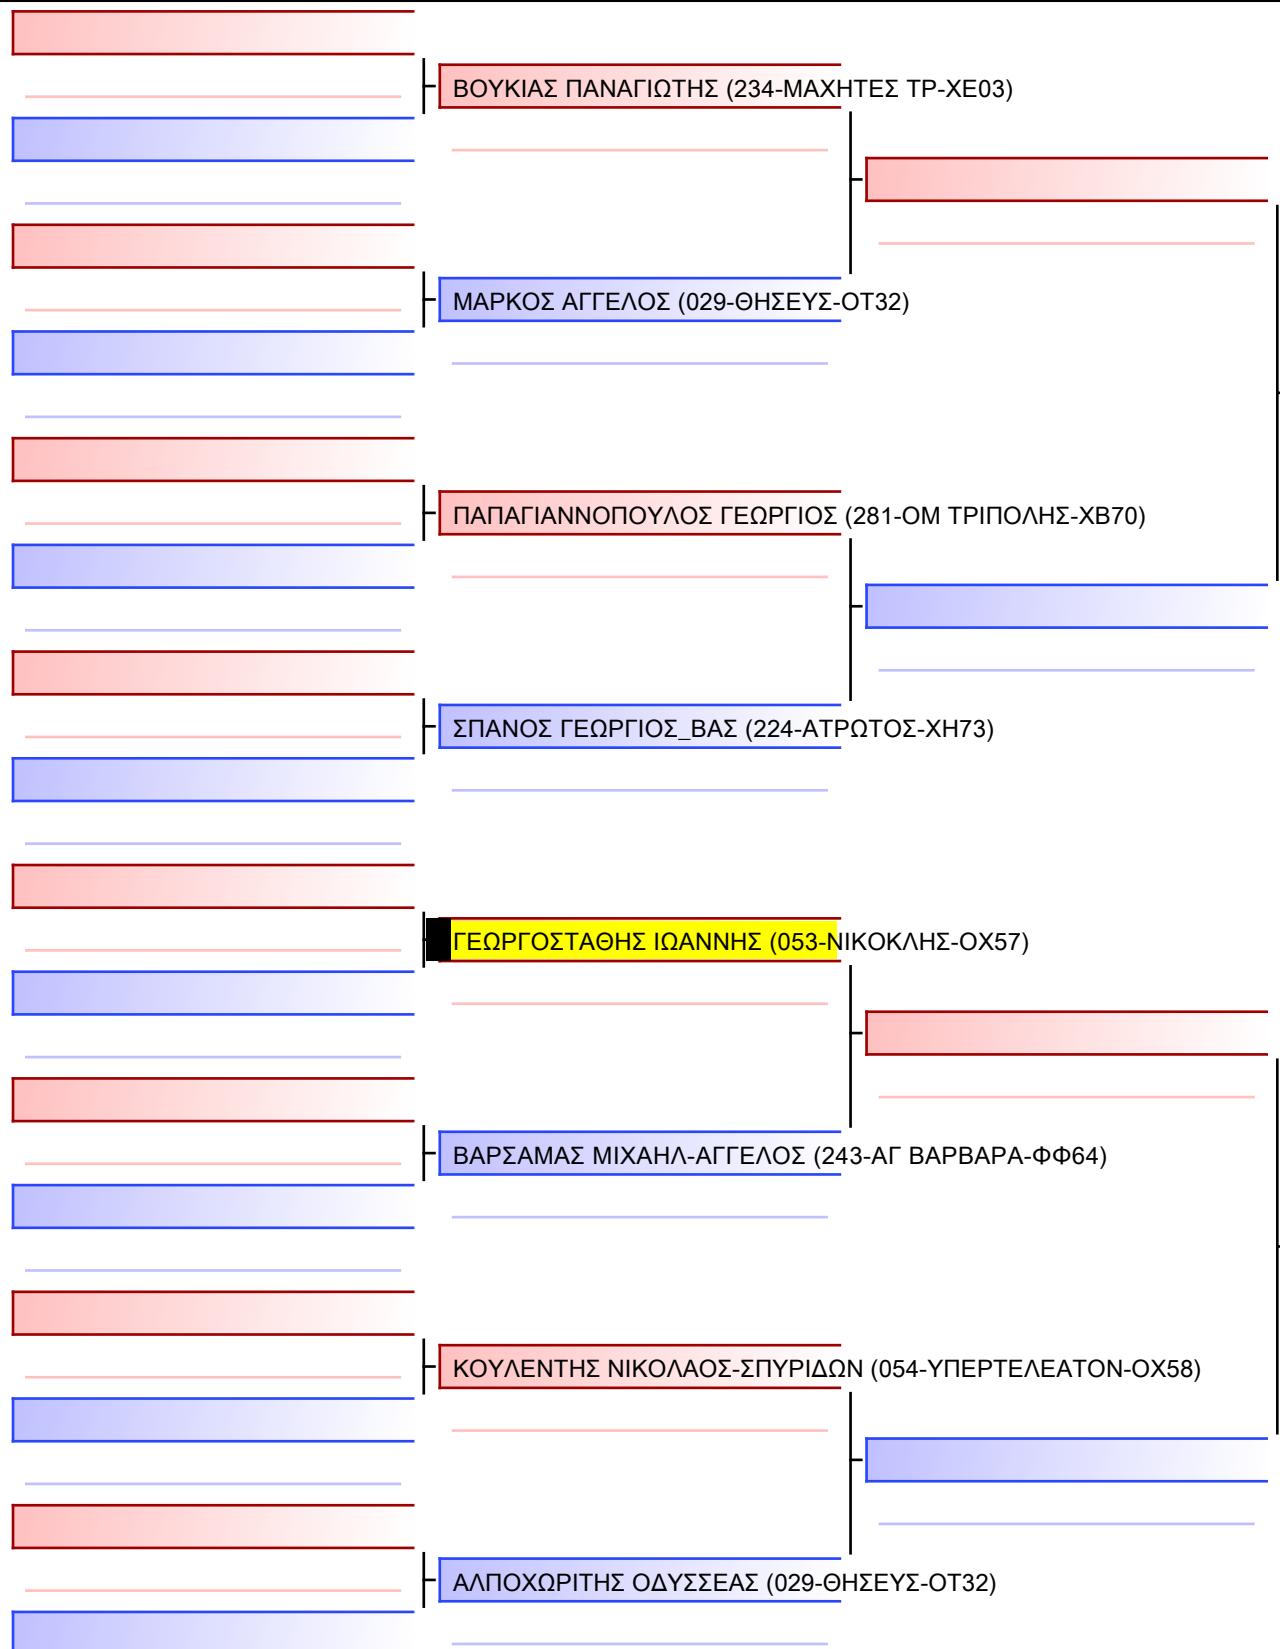 ΒΟΥΚΙΑΣ ΠΑΝΑΓΙΩΤΗΣ (234-ΜΑΧΗΤΕΣ ΤΡ-ΧΕ03)
ΜΑΡΚΟΣ ΑΓΓΕΛΟΣ (029-ΘΗΣΕΥΣ-ΟΤ32)
ΠΑΠΑΓΙΑΝΝΟΠΟΥΛΟΣ ΓΕΩΡΓΙΟΣ (281-ΟΜ ΤΡΙΠΟΛΗΣ-ΧΒ70)
ΣΠΑΝΟΣ ΓΕΩΡΓΙΟΣ_ΒΑΣ (224-ΑΤΡΩΤΟΣ-ΧΗ73)
ΓΕΩΡΓΟΣΤΑΘΗΣ ΙΩΑΝΝΗΣ (053-ΝΙΚΟΚΛΗΣ-ΟΧ57)
ΒΑΡΣΑΜΑΣ ΜΙΧΑΗΛ-ΑΓΓΕΛΟΣ (243-ΑΓ ΒΑΡΒΑΡΑ-ΦΦ64)
ΚΟΥΛΕΝΤΗΣ ΝΙΚΟΛΑΟΣ-ΣΠΥΡΙΔΩΝ (054-ΥΠΕΡΤΕΛΕΑΤΟΝ-ΟΧ58)
ΑΛΠΟΧΩΡΙΤΗΣ ΟΔΥΣΣΕΑΣ (029-ΘΗΣΕΥΣ-ΟΤ32)